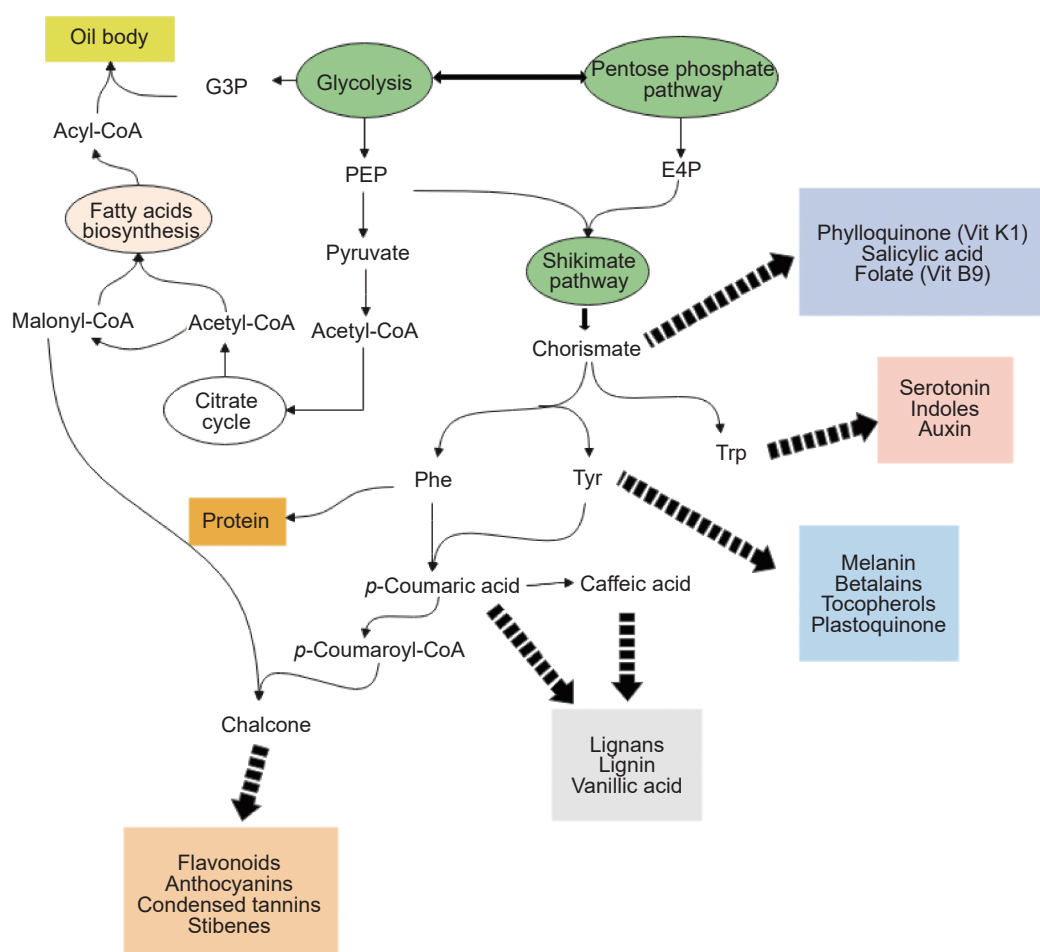 Oil body
G3P
Glycolysis
Pentose phosphate
pathway
Acyl-CoA
PEP
E4P
Fatty acids
biosynthesis
Phylloquinone (Vit K1)
Salicylic acid
Folate (Vit B9)
Pyruvate
Shikimate
pathway
Malonyl-CoA
Acetyl-CoA
Acetyl-CoA
Chorismate
Citrate
cycle
Serotonin
Indoles
Auxin
Trp
Phe
Tyr
Protein
Melanin
Betalains
Tocopherols
Plastoquinone
p-Coumaric acid
Caffeic acid
p-Coumaroyl-CoA
Chalcone
Lignans
Lignin
Vanillic acid
Flavonoids
Anthocyanins
Condensed tannins
Stibenes